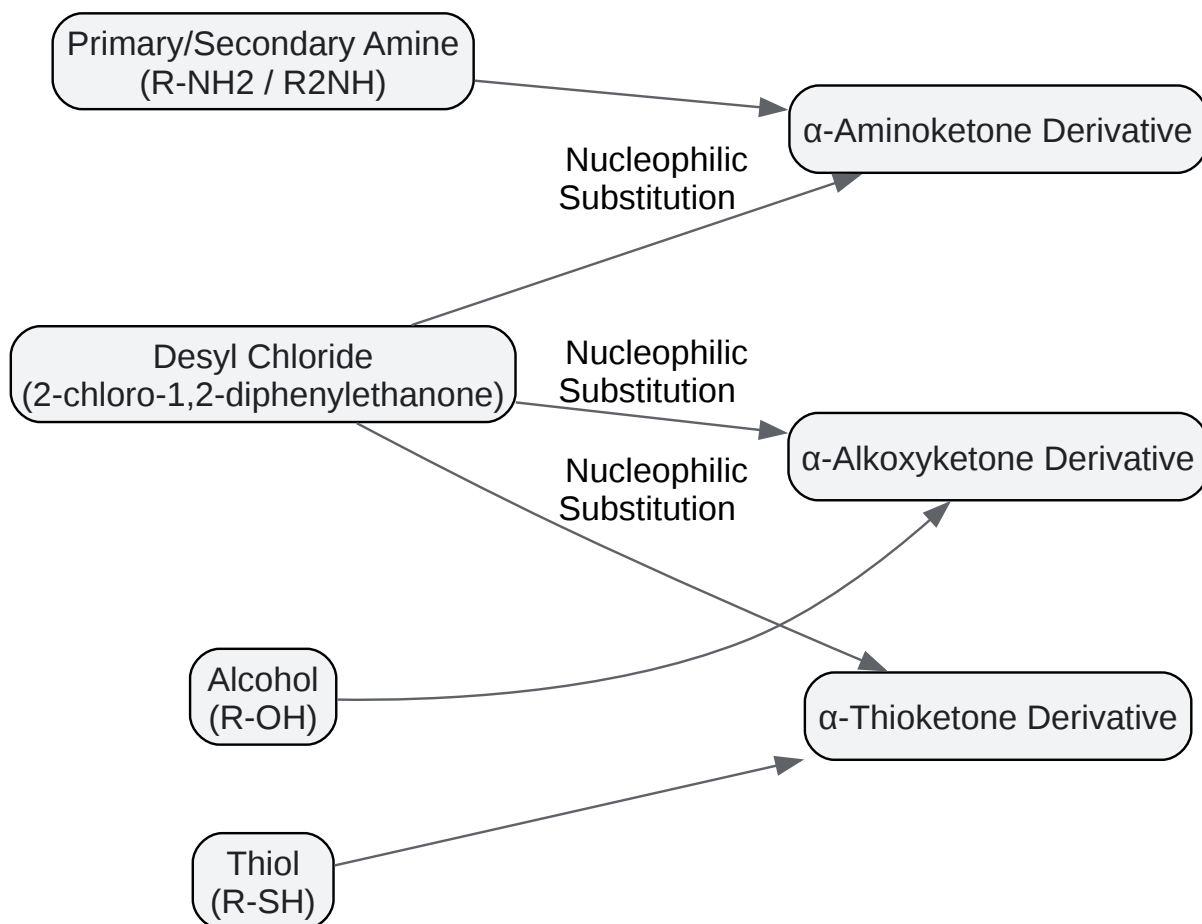 Primary/Secondary Amine
(R-NH2 / R2NH)
α-Aminoketone Derivative
Nucleophilic
Substitution
Desyl Chloride
(2-chloro-1,2-diphenylethanone)
Nucleophilic
Substitution
α-Alkoxyketone Derivative
Nucleophilic
Substitution
Alcohol
(R-OH)
α-Thioketone Derivative
Thiol
(R-SH)